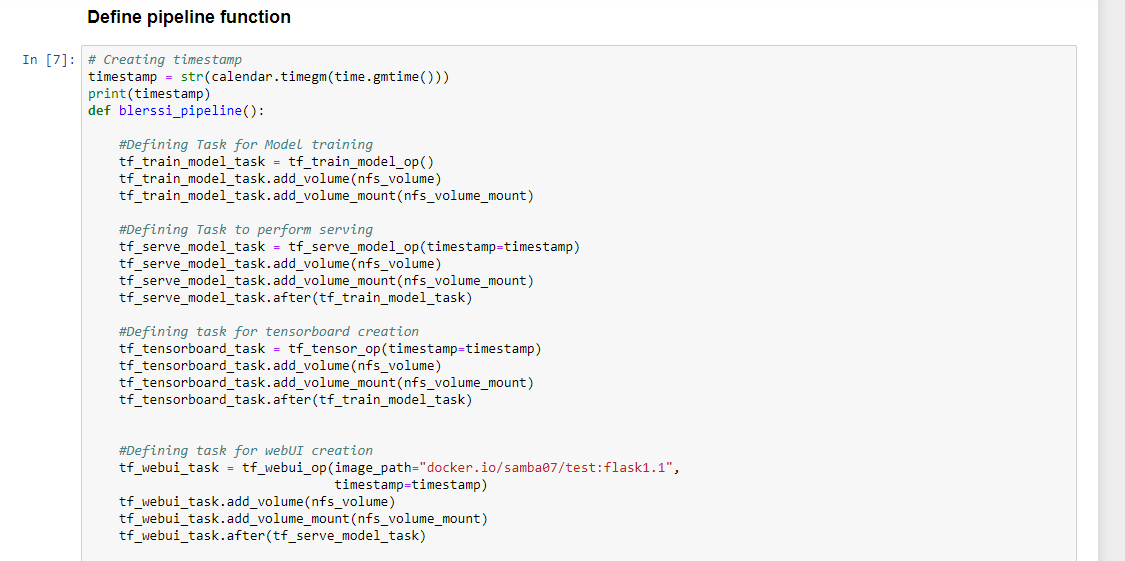 Define pipeline function
In [7]:
# Creating timestamp
timestamp = str(calendar.timegm(time.gmtime()))
print(timestamp)
def blerssi_pipeline():
#Defining Task for Model training
tf_train_model_task = tf_train_model_op()
tf_train_model_task.add_volume(nfs_volume)
tf_train_model_task.add_volume_mount(nfs_volume_mount)
#Defining Task to perform serving
tf_serve_model_task = tf_serve_model_op(timestamp=timestamp)
tf_serve_model_task.add_volume(nfs_volume)
tf_serve_model_task.add_volume_mount(nfs_volume_mount)
tf_serve_model_task.after(tf_train_model_task)
#Defining task for tensorboard creation
tf_tensorboard_task = tf_tensor_op(timestamp=timestamp)
tf_tensorboard_task.add_volume(nfs_volume)
tf_tensorboard_task.add_volume_mount(nfs_volume_mount)
tf_tensorboard_task.after(tf_train_model_task)
#Defining task for webUI creation
tf_webui_task = tf_webui_op(image_path="docker.io/samba07/test:flask1.1",
timestamp=timestamp)
tf_webui_task.add_volume(nfs_volume)
tf_webui_task.add_volume_mount(nfs_volume_mount)
tf_webui_task.after(tf_serve_model_task)